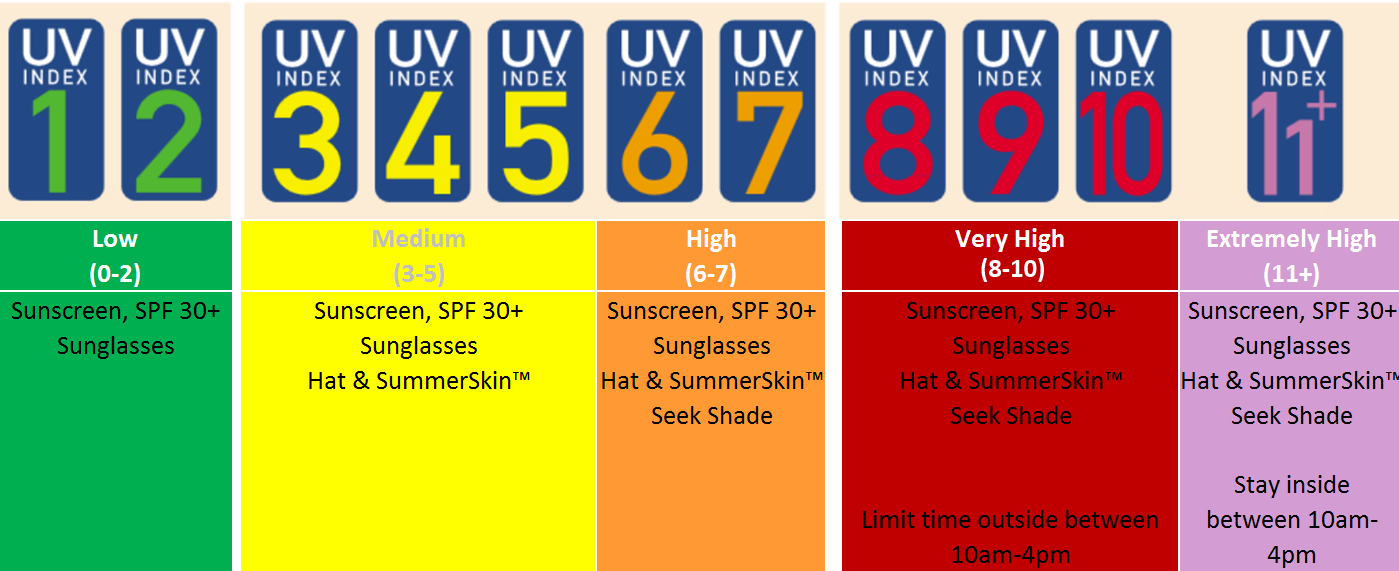 UV
INDEX
1
UV
INDEX
2
UV
INDEX
3
UV
INDEX
4
UV
INDEX
5
UV
INDEX
6
UV
INDEX
7
UV
INDEX
8
UV
INDEX
9
UV
INDEX
10
UV
INDEX
11+
Low
(0-2)
Sunscreen, SPF 30+
Sunglasses
Medium
(3-5)
Sunscreen, SPF 30+
Sunglasses
Hat & SummerSkin™
High
(6-7)
Sunscreen, SPF 30+
Sunglasses
Hat & SummerSkin™
Seek Shade
Very High
(8-10)
Sunscreen, SPF 30+
Sunglasses
Hat & SummerSkin™
Seek Shade
Limit time outside between
10am-4pm
Extremely High
(11+)
Sunscreen, SPF 30+
Sunglasses
Hat & SummerSkin™
Seek Shade
Stay inside
between 10am-
4pm